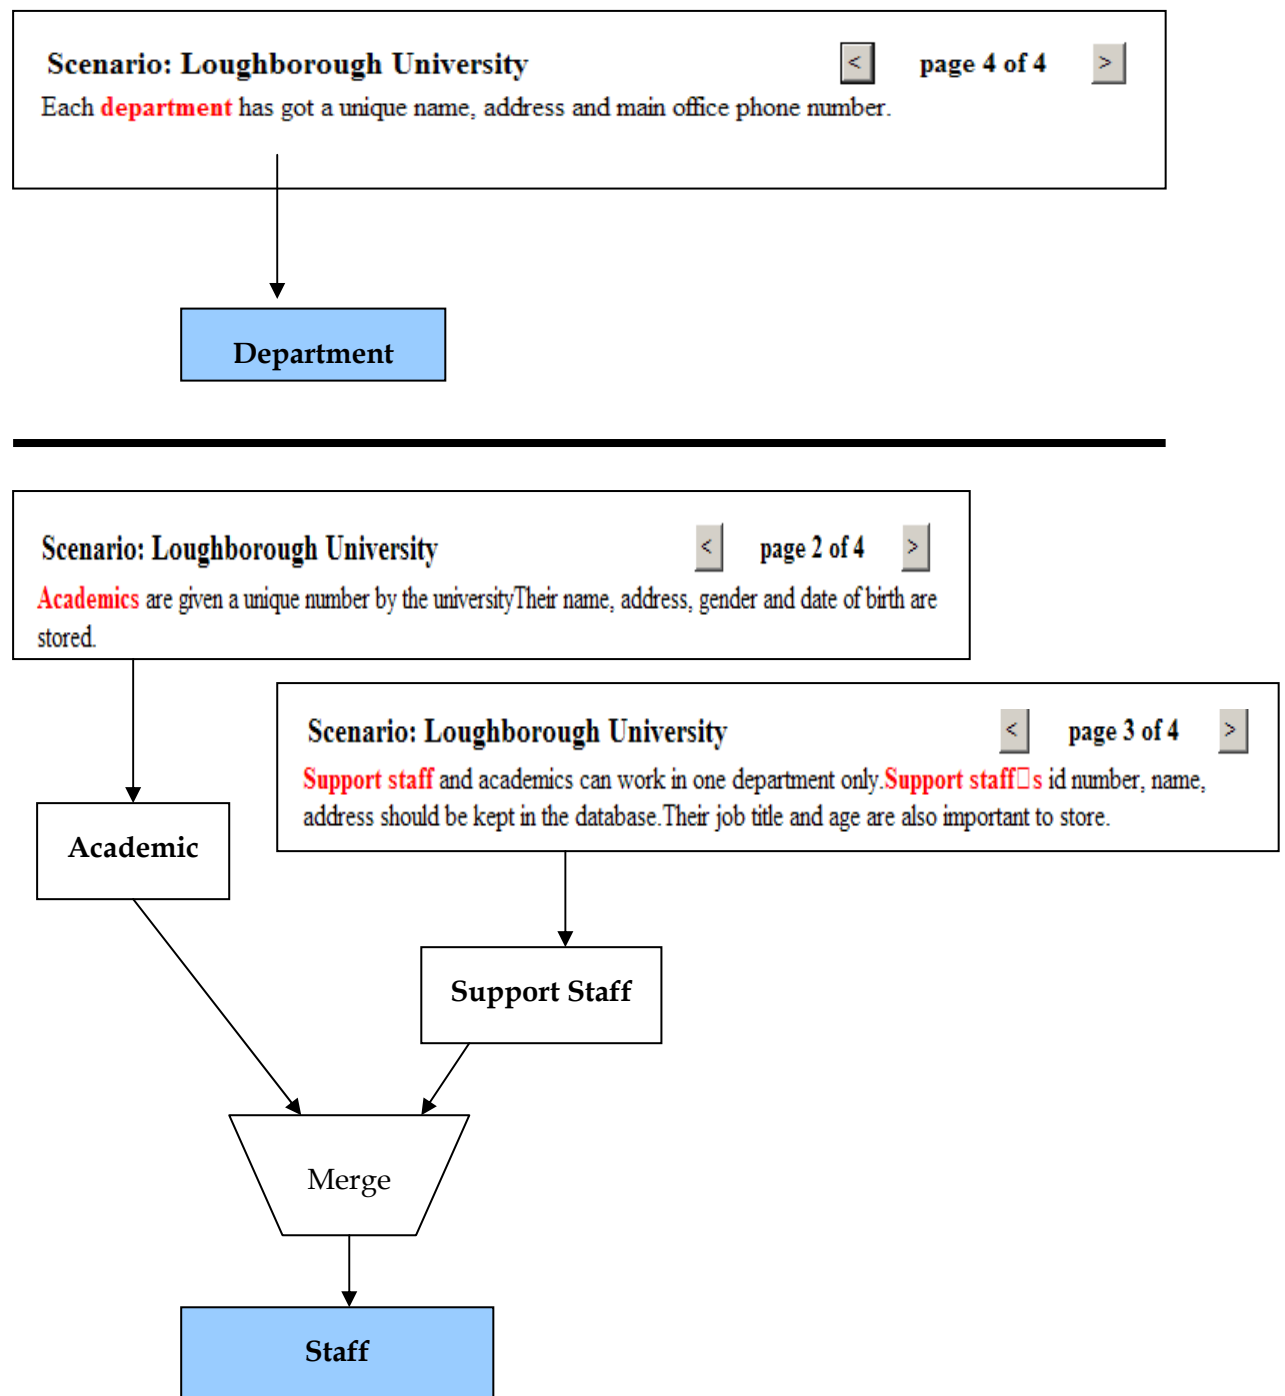 Scenario: Loughborough University < page 4 of 4 >
Each department has got a unique name, address and main office phone number.
Department
Scenario: Loughborough University < page 2 of 4 >
Academics are given a unique number by the universityTheir name, address, gender and date of birth are
stored.
Scenario: Loughborough University < page 3 of 4 >
Support staff and academics can work in one department only.Support staff□s id number, name,
address should be kept in the database.Their job title and age are also important to store.
Academic
Support Staff
Merge
Staff